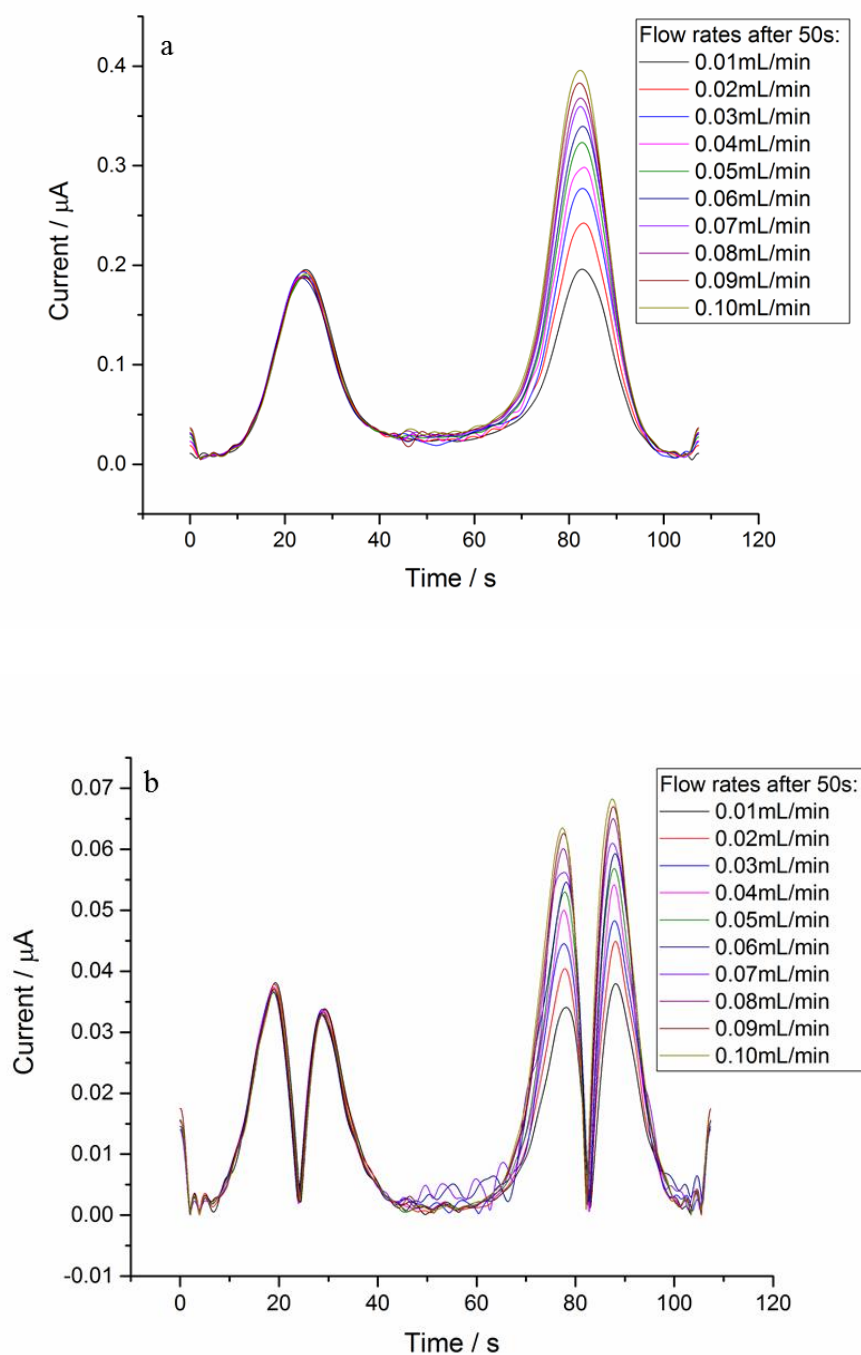 a
Flow rates after 50s:
0.01mL/min
0.02mL/min
0.03mL/min
0.04mL/min
0.05mL/min
0.06mL/min
0.07mL/min
0.08mL/min
0.09mL/min
0.10mL/min
0.4
0.3
0.2
0.1
0.0
Current / μA
0 20 40 60 80 100 120
Time / s
b
Flow rates after 50s:
0.01mL/min
0.02mL/min
0.03mL/min
0.04mL/min
0.05mL/min
0.06mL/min
0.07mL/min
0.08mL/min
0.09mL/min
0.10mL/min
0.07
0.06
0.05
0.04
0.03
0.02
0.01
0.00
-0.01
Current / μA
0 20 40 60 80 100 120
Time / s